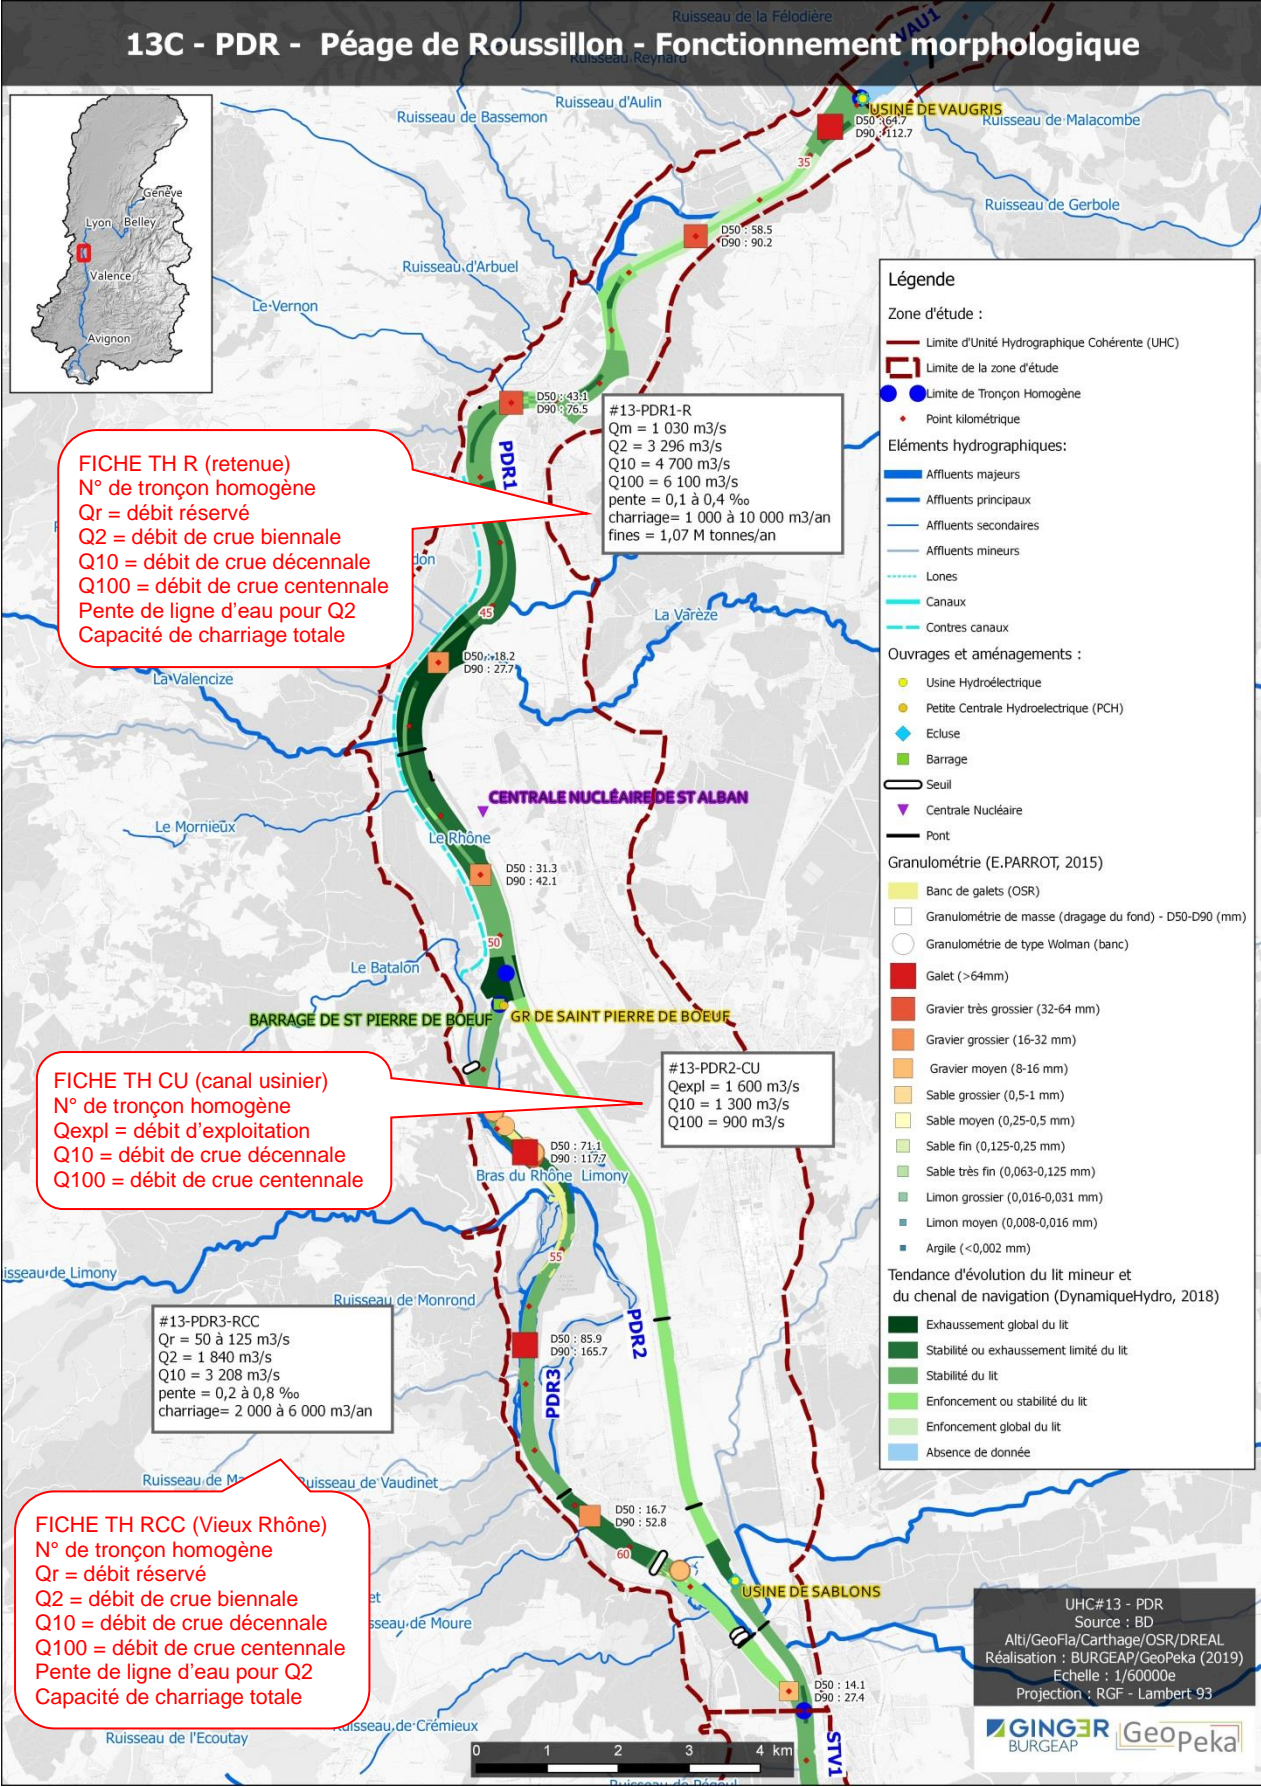 Ruisseau de la Félodière
VAU1
13C - PDR - Péage de Roussillon - Fonctionnement morphologique
Ruisseau Reynard
Ruisseau d'Aulin
Ruisseau de Bassemon
USINE DE VAUGRIS
D50 : 64.7
D90 : 112.7
Ruisseau de Malacombe
35
Genève
Lyon
Belley
Valence
Avignon
Ruisseau de Gerbole
D50 : 58.5
D90 : 90.2
Ruisseau d'Arbuel
Le Vernon
D50 : 43.1
D90 : 76.5
PDR1
#13-PDR1-R
Qm = 1 030 m3/s
Q2 = 3 296 m3/s
Q10 = 4 700 m3/s
Q100 = 6 100 m3/s
pente = 0,1 à 0,4 ‰
charriage= 1 000 à 10 000 m3/an
fines = 1,07 M tonnes/an
FICHE TH R (retenue)
N° de tronçon homogène
Qr = débit réservé
Q2 = débit de crue biennale
Q10 = débit de crue décennale
Q100 = débit de crue centennale
Pente de ligne d'eau pour Q2
Capacité de charriage totale
don
45
La Varèze
D50 : 18.2
D90 : 27.7
La Valencize
CENTRALE NUCLÉAIRE DE ST ALBAN
Le Mornieux
Le Rhône
D50 : 31.3
D90 : 42.1
50
Le Batalon
BARRAGE DE ST PIERRE DE BOEUF
GR DE SAINT PIERRE DE BOEUF
FICHE TH CU (canal usinier)
N° de tronçon homogène
Qexpl = débit d'exploitation
Q10 = débit de crue décennale
Q100 = débit de crue centennale
#13-PDR2-CU
Qexpl = 1 600 m3/s
Q10 = 1 300 m3/s
Q100 = 900 m3/s
D50 : 71.1
D90 : 117.7
Bras du Rhône
Limony
55
isseau de Limony
Ruisseau de Monrond
PDR2
#13-PDR3-RCC
Qr = 50 à 125 m3/s
Q2 = 1 840 m3/s
Q10 = 3 208 m3/s
pente = 0,2 à 0,8 ‰
charriage= 2 000 à 6 000 m3/an
D50 : 85.9
D90 : 165.7
PDR3
Ruisseau de Ma
uisseau de Vaudinet
FICHE TH RCC (Vieux Rhône)
N° de tronçon homogène
Qr = débit réservé
Q2 = débit de crue biennale
Q10 = débit de crue décennale
Q100 = débit de crue centennale
Pente de ligne d'eau pour Q2
Capacité de charriage totale
D50 : 16.7
D90 : 52.8
60
et
sseau de Moure
USINE DE SABLONS
D50 : 14.1
D90 : 27.4
STV1
uisseau de Crémieux
Ruisseau de l'Ecoutay
0 1 2 3 4 km
Légende
Zone d'étude :
Limite d'Unité Hydrographique Cohérente (UHC)
Limite de la zone d'étude
Limite de Tronçon Homogène
Point kilométrique
Eléments hydrographiques:
Affluents majeurs
Affluents principaux
Affluents secondaires
Affluents mineurs
Lones
Canaux
Contres canaux
Ouvrages et aménagements :
Usine Hydroélectrique
Petite Centrale Hydroelectrique (PCH)
Ecluse
Barrage
Seuil
Centrale Nucléaire
Pont
Granulométrie (E.PARROT, 2015)
Banc de galets (OSR)
Granulométrie de masse (dragage du fond) - D50-D90 (mm)
Granulométrie de type Wolman (banc)
Galet (>64mm)
Gravier très grossier (32-64 mm)
Gravier grossier (16-32 mm)
Gravier moyen (8-16 mm)
Sable grossier (0,5-1 mm)
Sable moyen (0,25-0,5 mm)
Sable fin (0,125-0,25 mm)
Sable très fin (0,063-0,125 mm)
Limon grossier (0,016-0,031 mm)
Limon moyen (0,008-0,016 mm)
Argile (<0,002 mm)
Tendance d'évolution du lit mineur et
du chenal de navigation (DynamiqueHydro, 2018)
Exhaussement global du lit
Stabilité ou exhaussement limité du lit
Stabilité du lit
Enfoncement ou stabilité du lit
Enfoncement global du lit
Absence de donnée
UHC#13 - PDR
Source : BD
Alti/GeoFla/Carthage/OSR/DREAL
Réalisation : BURGEAP/GeoPeka (2019)
Echelle : 1/60000e
Projection : RGF - Lambert 93
GINGER
BURGEAP
GeoPeka